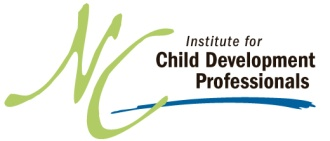 NC
Institute for
Child Development
Professionals